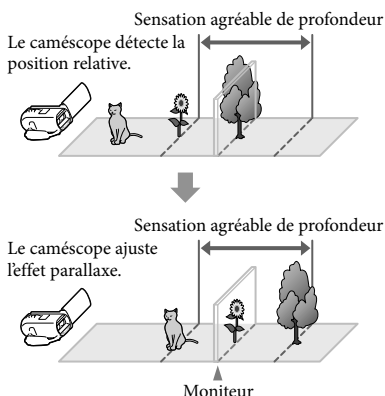 Sensation agréable de profondeur
Le caméscope détecte la
position relative.
Sensation agréable de profondeur
Le caméscope ajuste
l'effet parallaxe.
Moniteur